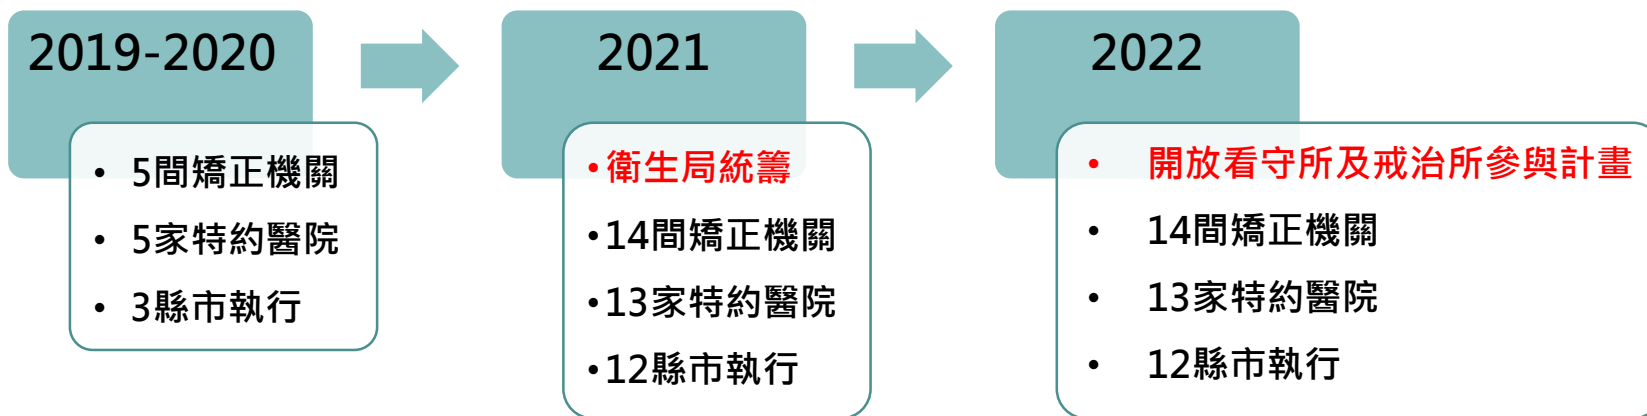 2019-2020
• 5間矯正機關
• 5家特約醫院
• 3縣市執行
2021
•衛生局統籌
•14間矯正機關
•13家特約醫院
•12縣市執行
2022
• 開放看守所及戒治所參與計畫
• 14間矯正機關
• 13家特約醫院
• 12縣市執行